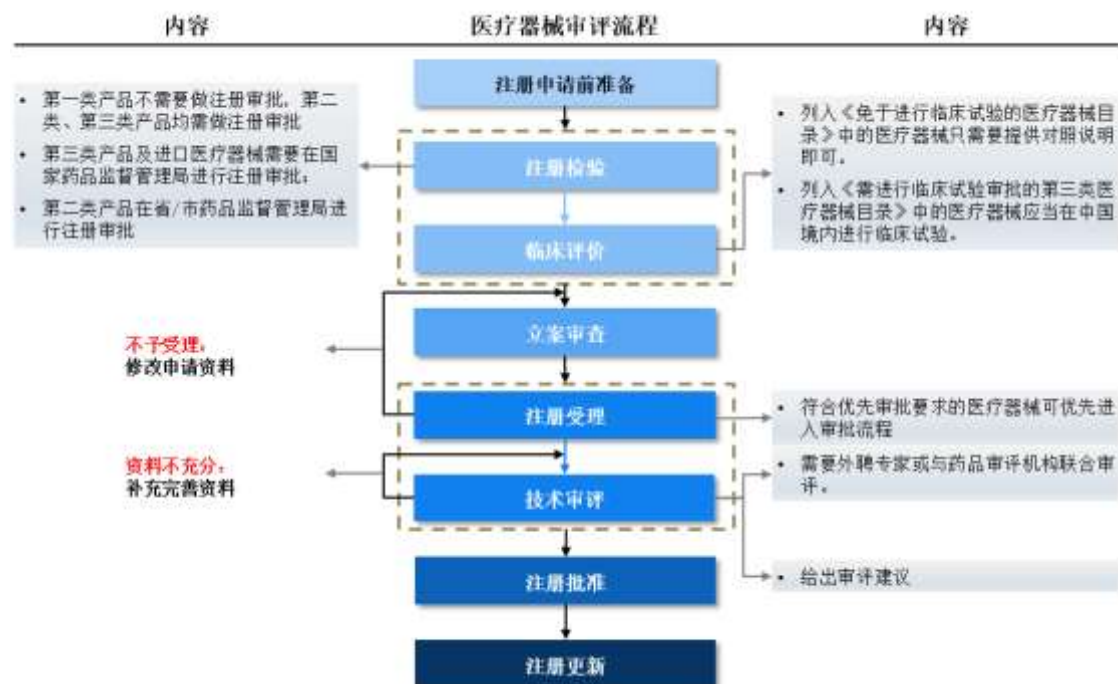 内容
医疗器械审评流程
内容
注册申请前准备
• 第一类产品不需要做注册审批，第二
类、第三类产品均需做注册审批
• 第三类产品及进口医疗器械需要在国
家药品监督管理局进行注册审批；
• 第二类产品在省/市药品监督管理局进
行注册审批
注册检验
临床评价
• 列入《免于进行临床试验的医疗器械目
录》中的医疗器械只需要提供对照说明
即可。
• 列入《需进行临床试验审批的第三类医
疗器械目录》中的医疗器械应当在中国
境内进行临床试验。
立案审查
不予受理，
修改申请资料
注册受理
• 符合优先审批要求的医疗器械可优先进
入审批流程
资料不充分：
补充完善资料
技术审评
• 需要外聘专家或与药品审评机构联合审
评。
• 给出审评建议
注册批准
注册更新